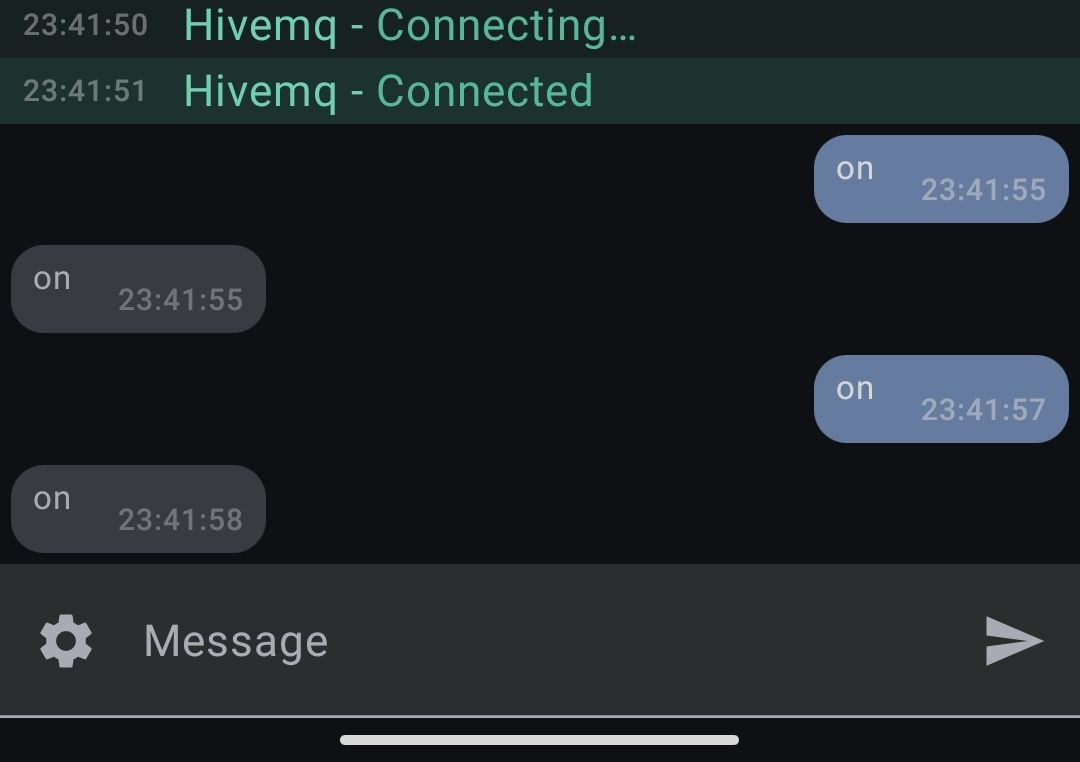 23:41:50 Hivemq - Connecting...
23:41:51 Hivemq - Connected
on 23:41:55
on 23:41:55
on 23:41:57
on 23:41:58
Message